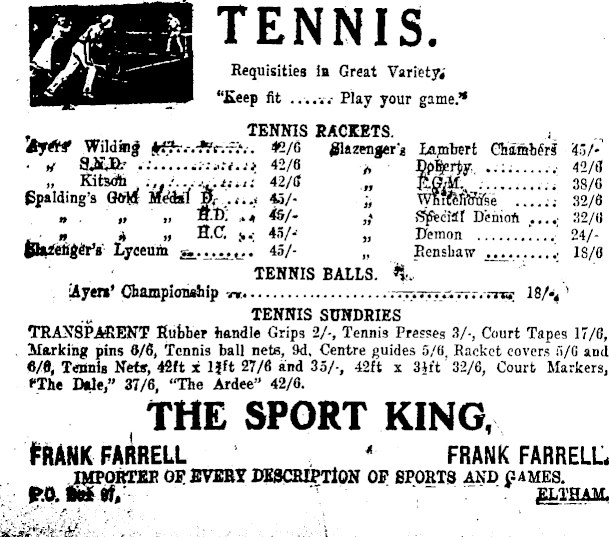 TENNIS.
Requisities in Great Variety.
"Keep fit ...... Play your game."
TENNIS RACKETS.
Ayers' Wilding ........ 42/6
„ S.N.D. ........ 42/6
„ Kitson ........ 42/6
Spalding's Gold Medal D. .... 45/-
„ „ „ H.D. .. 45/-
„ „ „ H.C. .. 45/-
Slazenger's Lyceum ........ 45/-
Slazenger's Lambert Chambers 45/-
„ Doherty ........ 42/6
„ F.G.M. ........ 38/6
„ Whitehouse ..... 32/6
„ Special Demon .... 32/6
„ Demon .......... 24/-
„ Renshaw ......... 18/6
TENNIS BALLS.
Ayers' Championship ........ 18/-
TENNIS SUNDRIES
TRANSPARENT Rubber handle Grips 2/-, Tennis Presses 3/-, Court Tapes 17/6,
Marking pins 6/6, Tennis ball nets, 9d, Centre guides 5/6, Racket covers 5/6 and
6/6, Tennis Nets, 42ft x 27/6 and 35/-, 42ft x 3½ft 32/6, Court Markers,
"The Dale," 37/6, "The Ardee" 42/6.
THE SPORT KING,
FRANK FARRELL FRANK FARRELL.
IMPORTER OF EVERY DESCRIPTION OF SPORTS AND GAMES.
P.O. Box ELTHAM.